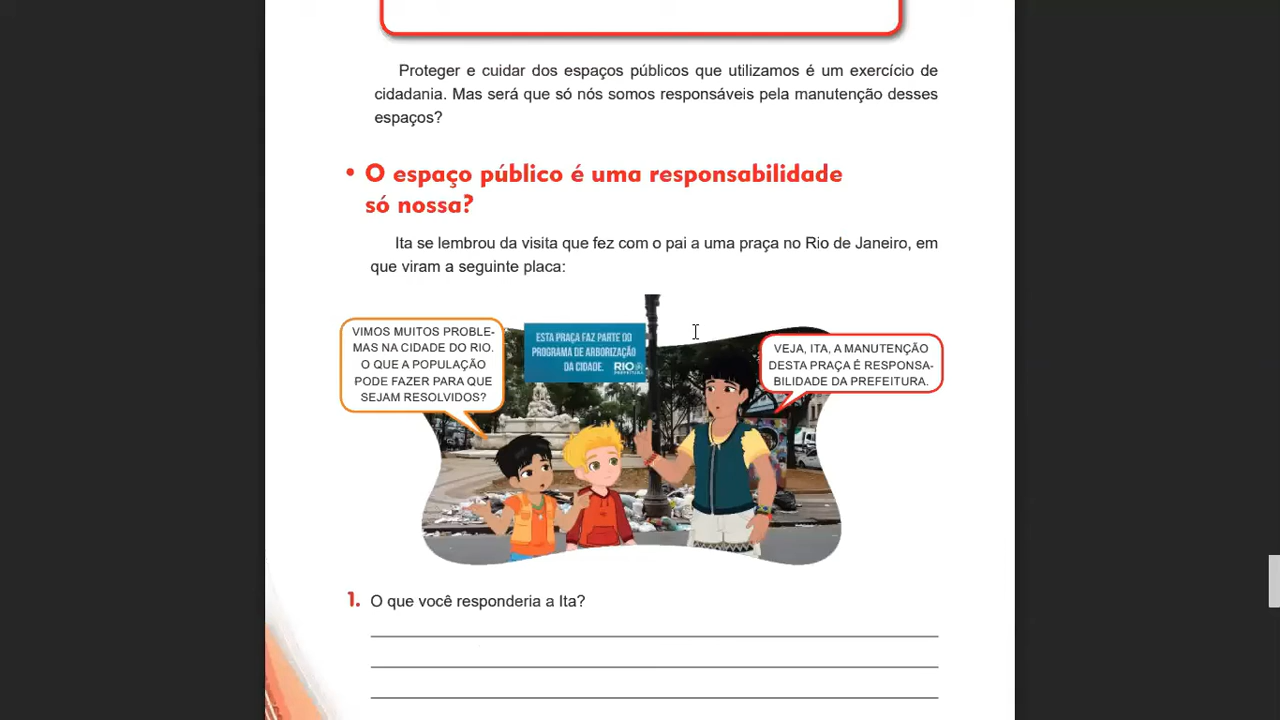 Proteger e cuidar dos espaços públicos que utilizamos é um exercício de
cidadania. Mas será que só nós somos responsáveis pela manutenção desses
espaços?
• O espaço público é uma responsabilidade
só nossa?
Ita se lembrou da visita que fez com o pai a uma praça no Rio de Janeiro, em
que viram a seguinte placa:
VIMOS MUITOS PROBLE-
MAS NA CIDADE DO RIO.
O QUE A POPULAÇÃO
PODE FAZER PARA QUE
SEJAM RESOLVIDOS?
ESTA PRAÇA FAZ PARTE DO
PROGRAMA DE ARBORIZAÇÃO
DA CIDADE.
RIO
PREFEITURA
VEJA, ITA, A MANUTENÇÃO
DESTA PRAÇA É RESPONSA-
BILIDADE DA PREFEITURA.
1. O que você responderia a Ita?